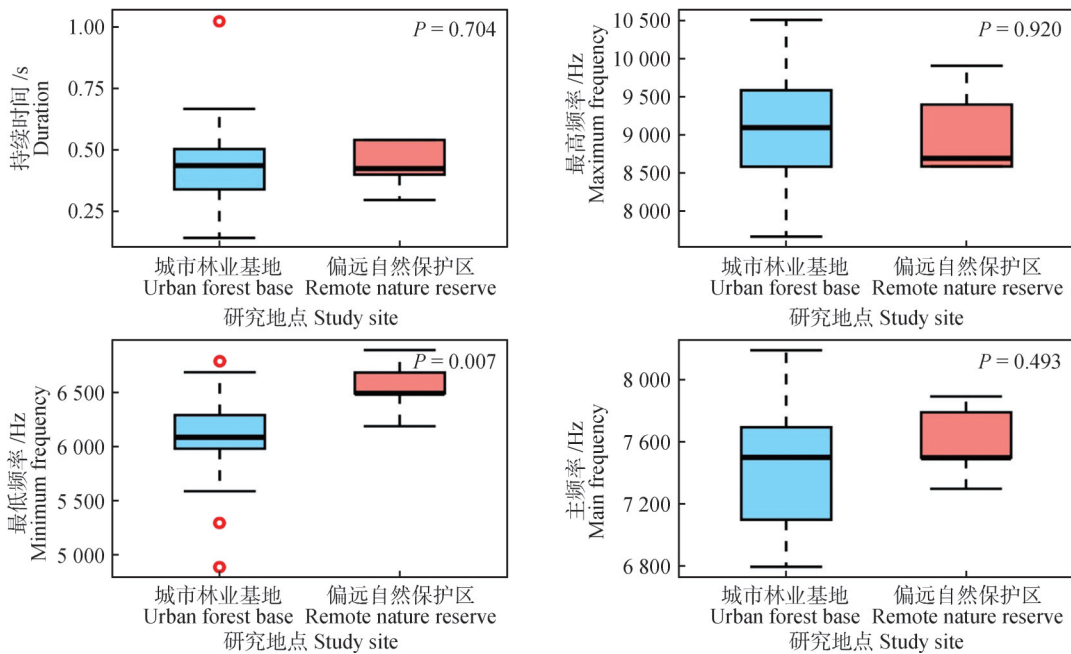 持续时间 /s
Duration
1.00
0.75
0.50
0.25
P = 0.704
城市林业基地 偏远自然保护区
Urban forest base Remote nature reserve
研究地点 Study site
最高频率 /Hz
Maximum frequency
10 500
10 000
9 500
9 000
8 500
8 000
P = 0.920
城市林业基地 偏远自然保护区
Urban forest base Remote nature reserve
研究地点 Study site
最低频率 /Hz
Minimum frequency
6 500
6 000
5 500
5 000
P = 0.007
城市林业基地 偏远自然保护区
Urban forest base Remote nature reserve
研究地点 Study site
主频率 /Hz
Main frequency
8 000
7 600
7 200
6 800
P = 0.493
城市林业基地 偏远自然保护区
Urban forest base Remote nature reserve
研究地点 Study site